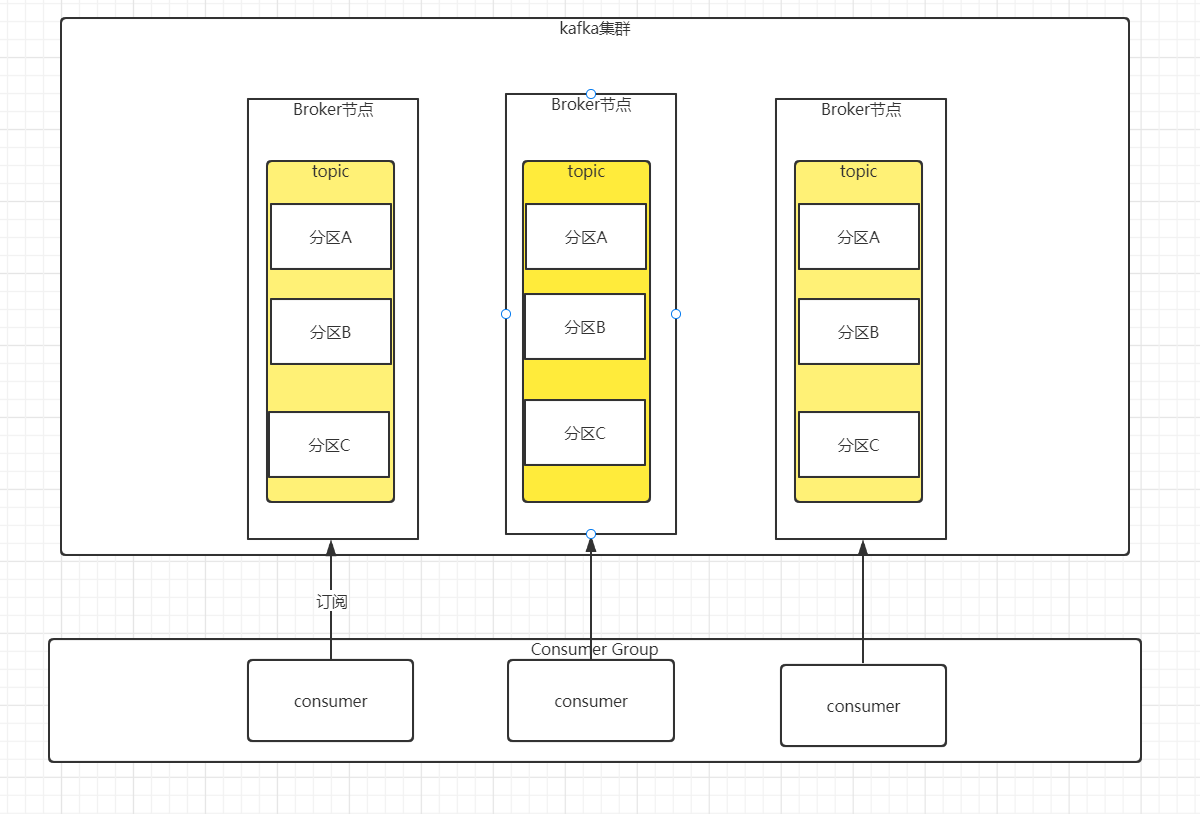 kafka集群
Broker节点
topic
分区A
分区B
分区C
Broker节点
topic
分区A
分区B
分区C
Broker节点
topic
分区A
分区B
分区C
订阅
Consumer Group
consumer
consumer
consumer